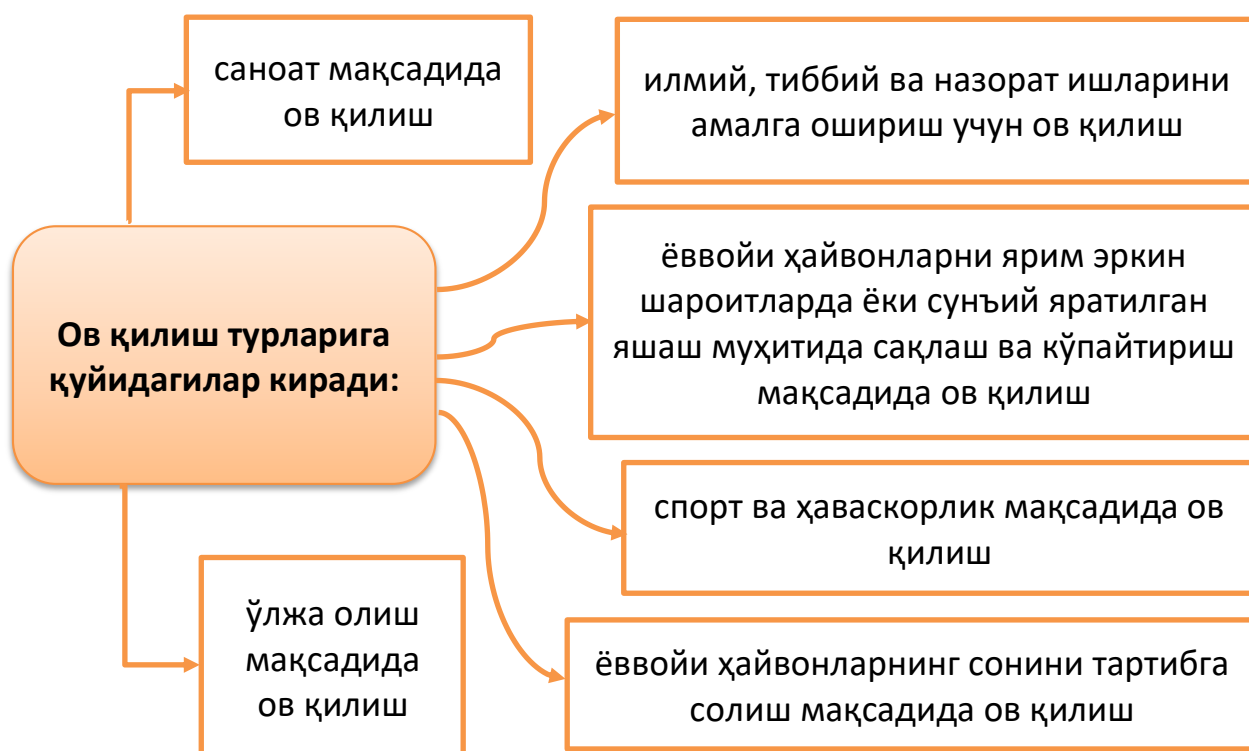 саноат мақсадида
ов қилиш
илмий, тиббий ва назорат ишларини
амалга ошириш учун ов қилиш
Ов қилиш турларига
қуйидагилар киради:
ёввойи ҳайвонларни ярим эркин
шароитларда ёки сунъий яратилган
яшаш муҳитида сақлаш ва кўпайтириш
мақсадида ов қилиш
спорт ва ҳаваскорлик мақсадида ов
қилиш
ўлжа олиш
мақсадида
ов қилиш
ёввойи ҳайвонларнинг сонини тартибга
солиш мақсадида ов қилиш